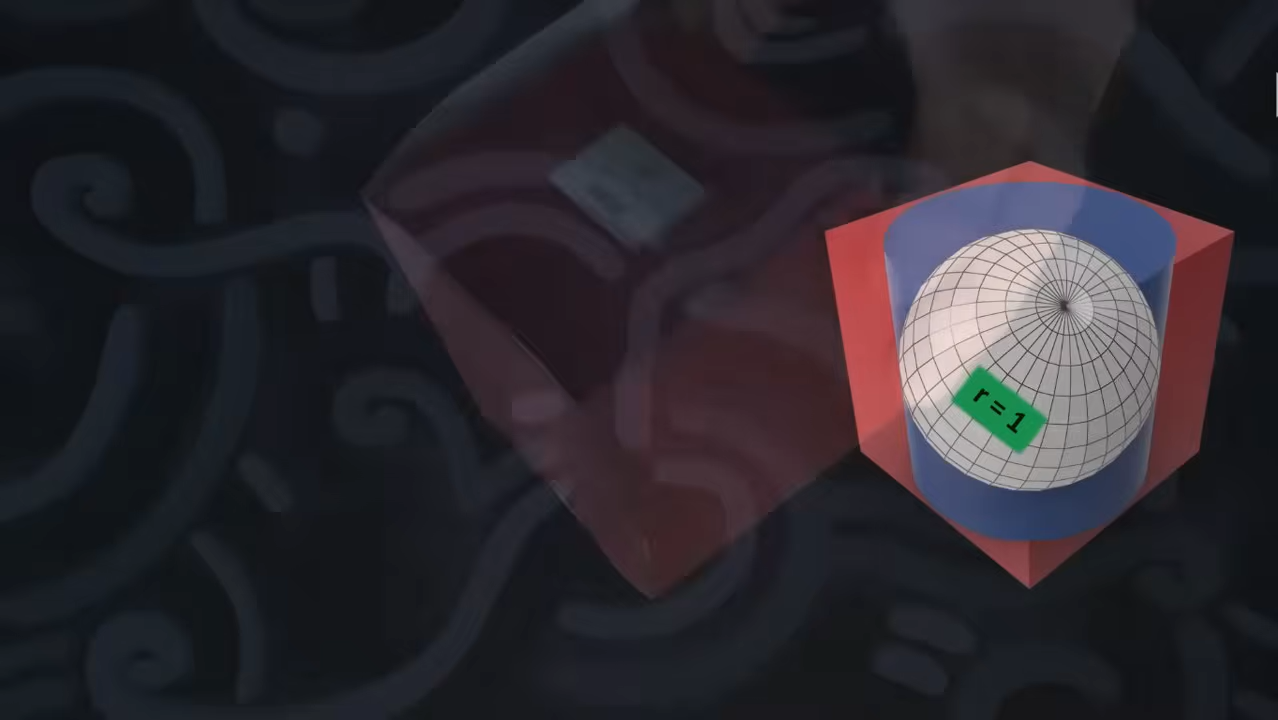 r = 1